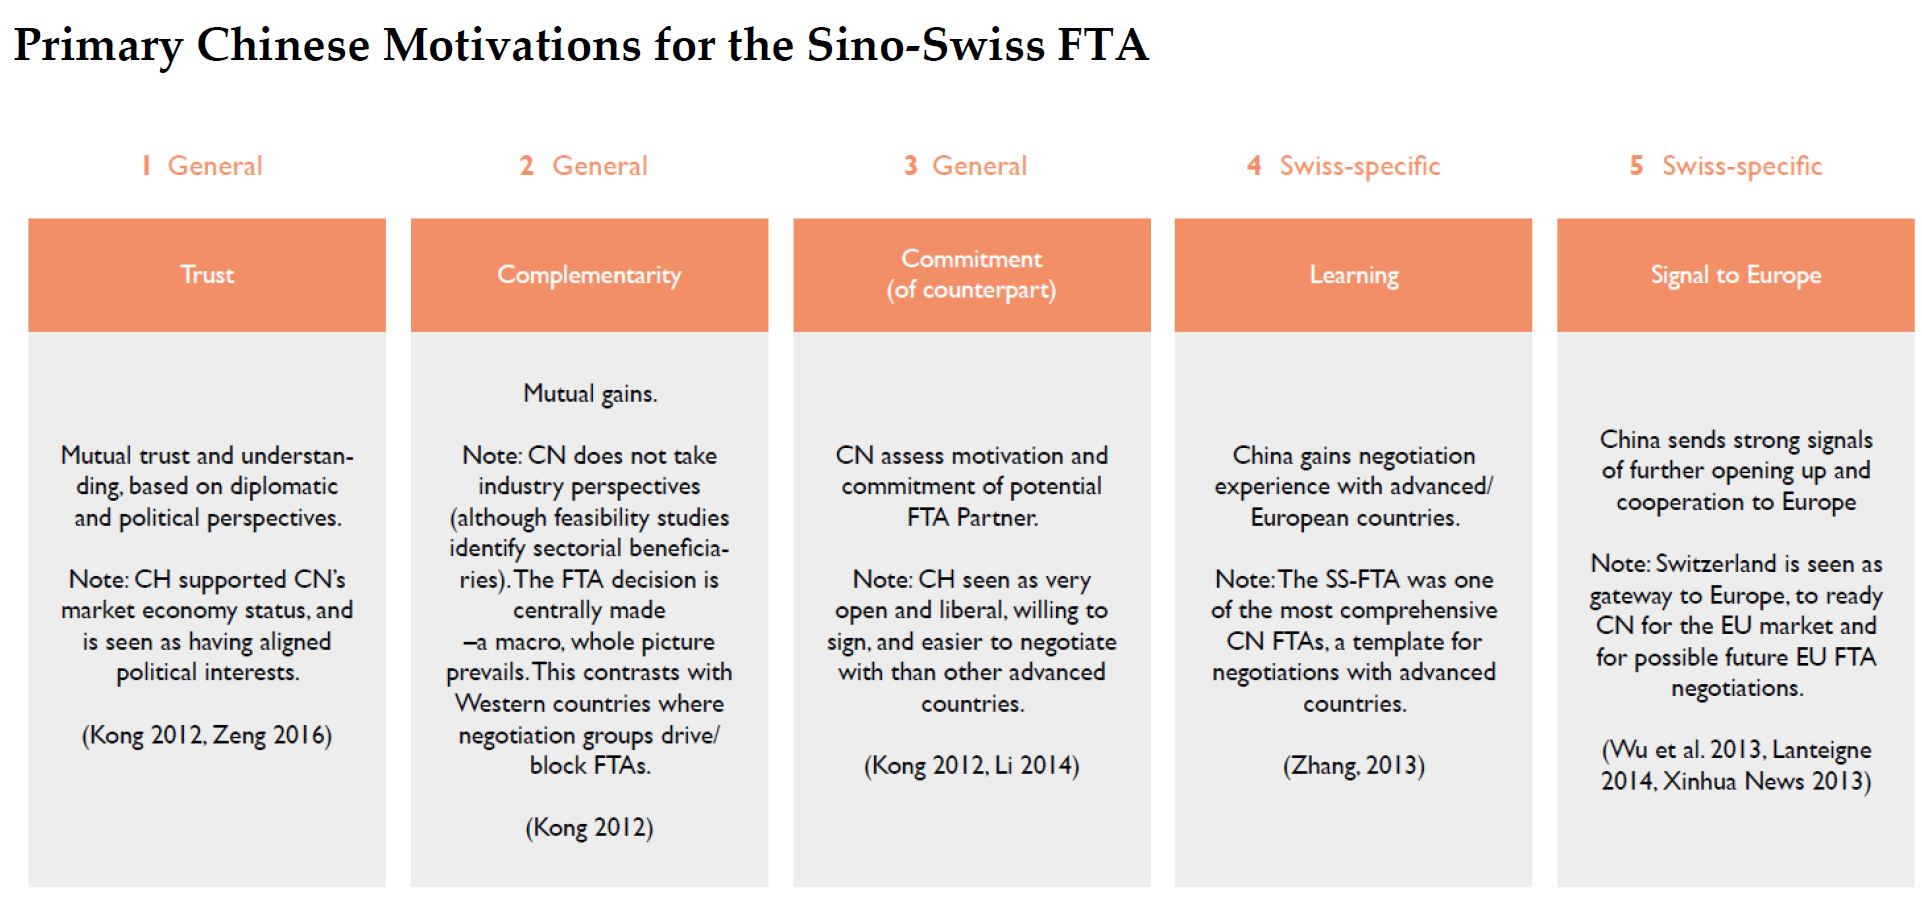 Primary Chinese Motivations for the Sino-Swiss FTA
1 General
Trust
Mutual trust and understan-
ding, based on diplomatic
and political perspectives.
Note: CH supported CN's
market economy status, and
is seen as having aligned
political interests.
(Kong 2012, Zeng 2016)
2 General
Complementarity
Mutual gains.
Note: CN does not take
industry perspectives
(although feasibility studies
identify sectorial beneficia-
ries). The FTA decision is
centrally made
–a macro, whole picture
prevails. This contrasts with
Western countries where
negotiation groups drive/
block FTAs.
(Kong 2012)
3 General
Commitment
(of counterpart)
CN assess motivation and
commitment of potential
FTA Partner.
Note: CH seen as very
open and liberal, willing to
sign, and easier to negotiate
with than other advanced
countries.
(Kong 2012, Li 2014)
4 Swiss-specific
Learning
China gains negotiation
experience with advanced/
European countries.
Note: The SS-FTA was one
of the most comprehensive
CN FTAs, a template for
negotiations with advanced
countries.
(Zhang, 2013)
5 Swiss-specific
Signal to Europe
China sends strong signals
of further opening up and
cooperation to Europe
Note: Switzerland is seen as
gateway to Europe, to ready
CN for the EU market and
for possible future EU FTA
negotiations.
(Wu et al. 2013, Lanteigne
2014, Xinhua News 2013)